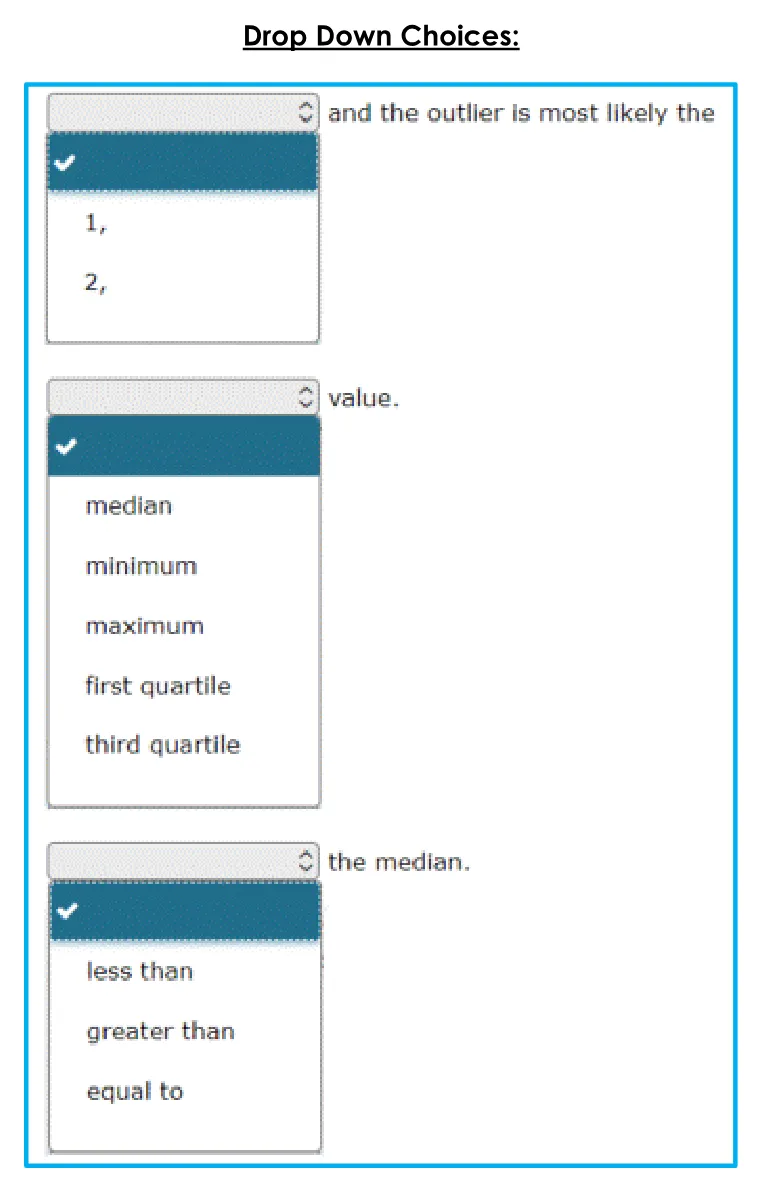 Drop Down Choices:
and the outlier is most likely the
1,
2,
value.
median
minimum
maximum
first quartile
third quartile
the median.
less than
greater than
equal to